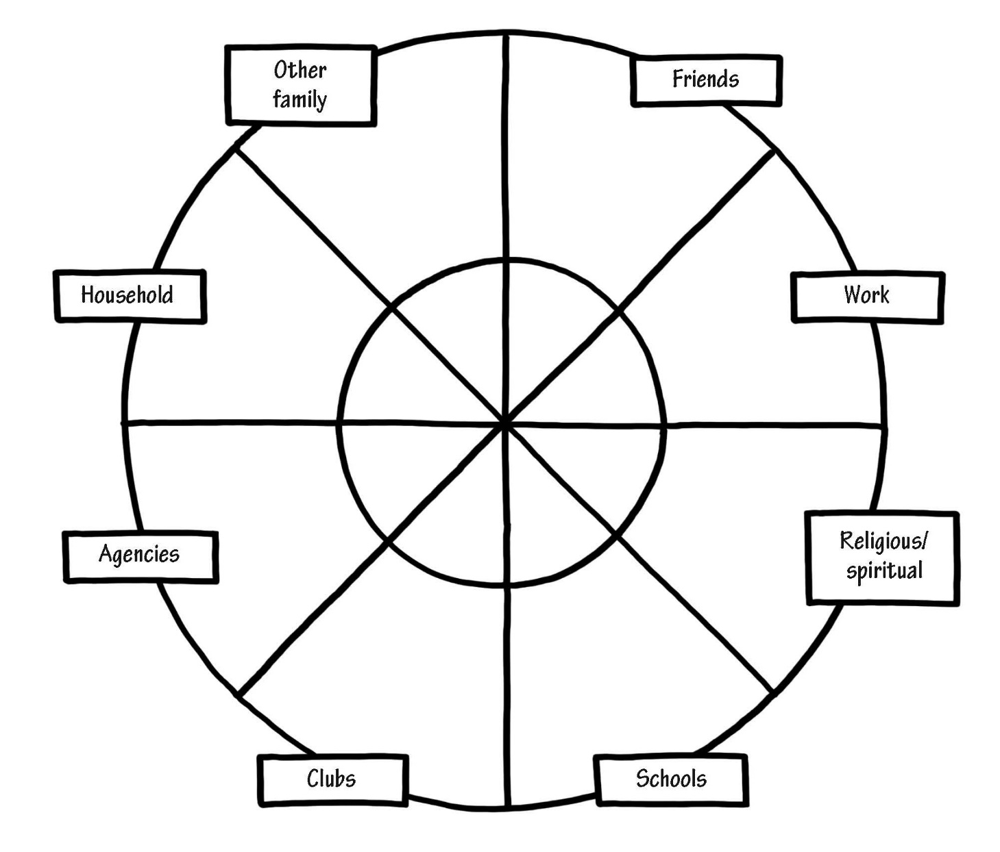 Other
family
Friends
Household
Work
Agencies
Religious/
spiritual
Clubs
Schools